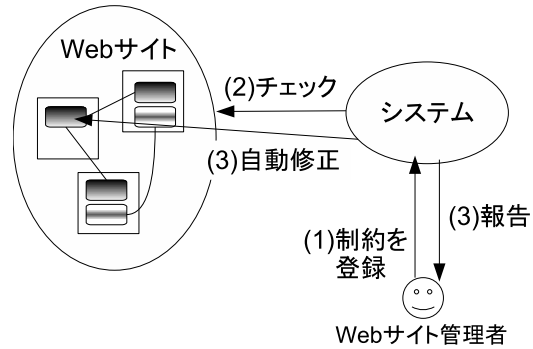 Webサイト
(2)チェック
システム
(3)自動修正
(1)制約を
登録
(3)報告
Webサイト管理者